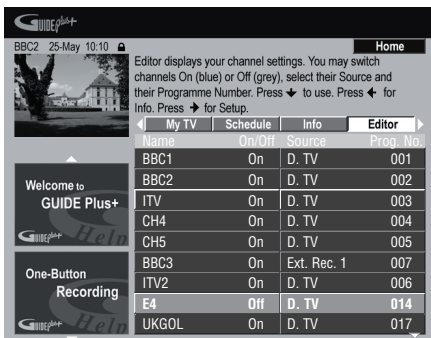 GUIDE Plus+
BBC2 25-May 10:10
Home
Editor displays your channel settings. You may switch
channels On (blue) or Off (grey), select their Source and
their Programme Number. Press to use. Press for
Info. Press for Setup.
My TV Schedule Info Editor
Name On/Off Source Prog. No.
BBC1 On D. TV 001
BBC2 On D. TV 002
ITV On D. TV 003
CH4 On D. TV 004
CH5 On D. TV 005
BBC3 On Ext. Rec. 1 007
ITV2 On D. TV 006
E4 Off D. TV 014
UKGOL On D. TV 017
Welcome to
GUIDE Plus+
GUIDE Plus+ Help
One-Button
Recording
GUIDE Plus+ Help